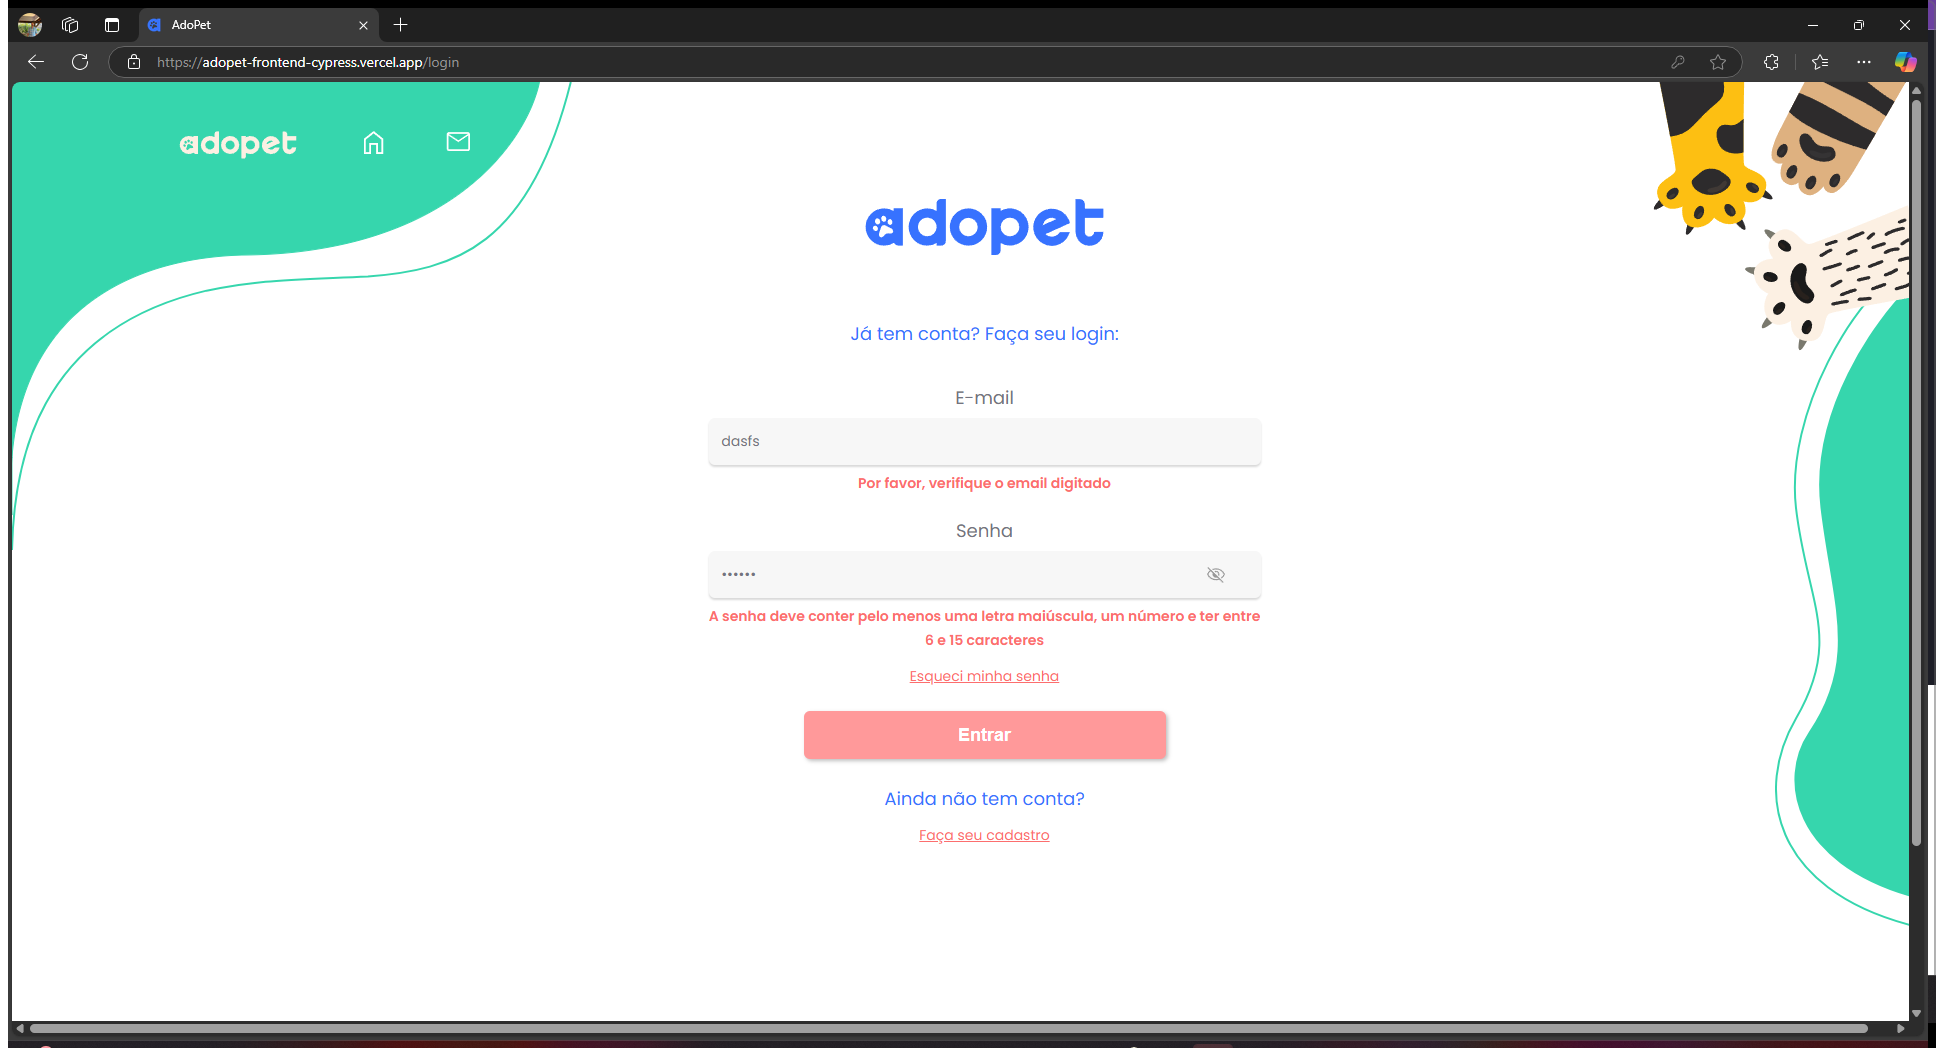 AdoPet
https://adopet-frontend-cypress.vercel.app/login
adopet
adopet
Já tem conta? Faça seu login:
E-mail
dasfs
Por favor, verifique o email digitado
Senha
••••••
A senha deve conter pelo menos uma letra maiúscula, um número e ter entre
6 e 15 caracteres
Esqueci minha senha
Entrar
Ainda não tem conta?
Faça seu cadastro